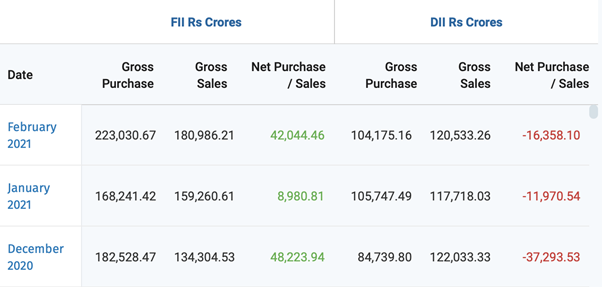 FII Rs Crores DII Rs Crores
Date Gross Purchase Gross Sales Net Purchase / Sales Gross Purchase Gross Sales Net Purchase / Sales
February 2021 223,030.67 180,986.21 42,044.46 104,175.16 120,533.26 -16,358.10
January 2021 168,241.42 159,260.61 8,980.81 105,747.49 117,718.03 -11,970.54
December 2020 182,528.47 134,304.53 48,223.94 84,739.80 122,033.33 -37,293.53